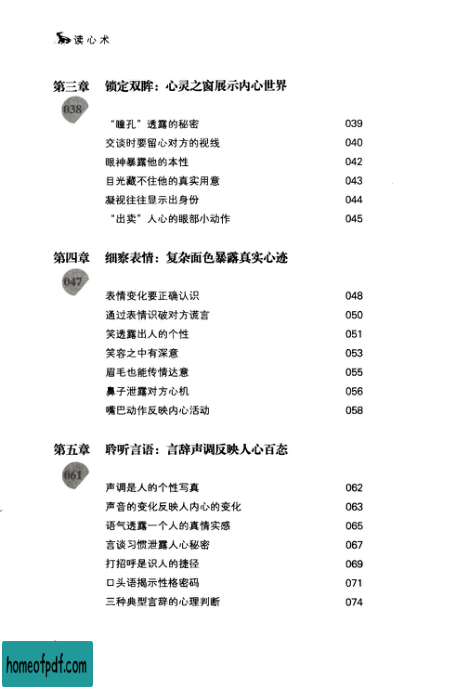 读心术
第三章 锁定双眸：心灵之窗展示内心世界
038
“瞳孔”透露的秘密 039
交谈时要留心对方的视线 040
眼神暴露他的本性 042
目光藏不住他的真实用意 043
凝视往往显示出身份 044
“出卖”人心的眼部小动作 045
第四章 细察表情：复杂面色暴露真实心迹
047
表情变化要正确认识 048
通过表情识破对方谎言 050
笑透露出人的个性 051
笑容之中有深意 053
眉毛也能传情达意 055
鼻子泄露对方心机 056
嘴巴动作反映内心活动 058
第五章 聆听言语：言辞声调反映人心百态
061
声调是人的个性写真 062
声音的变化反映人内心的变化 063
语气透露一个人的真情实感 065
言谈习惯泄露人心秘密 067
打招呼是识人的捷径 069
口头语揭示性格密码 071
三种典型言辞的心理判断 074
homeofpdf.com